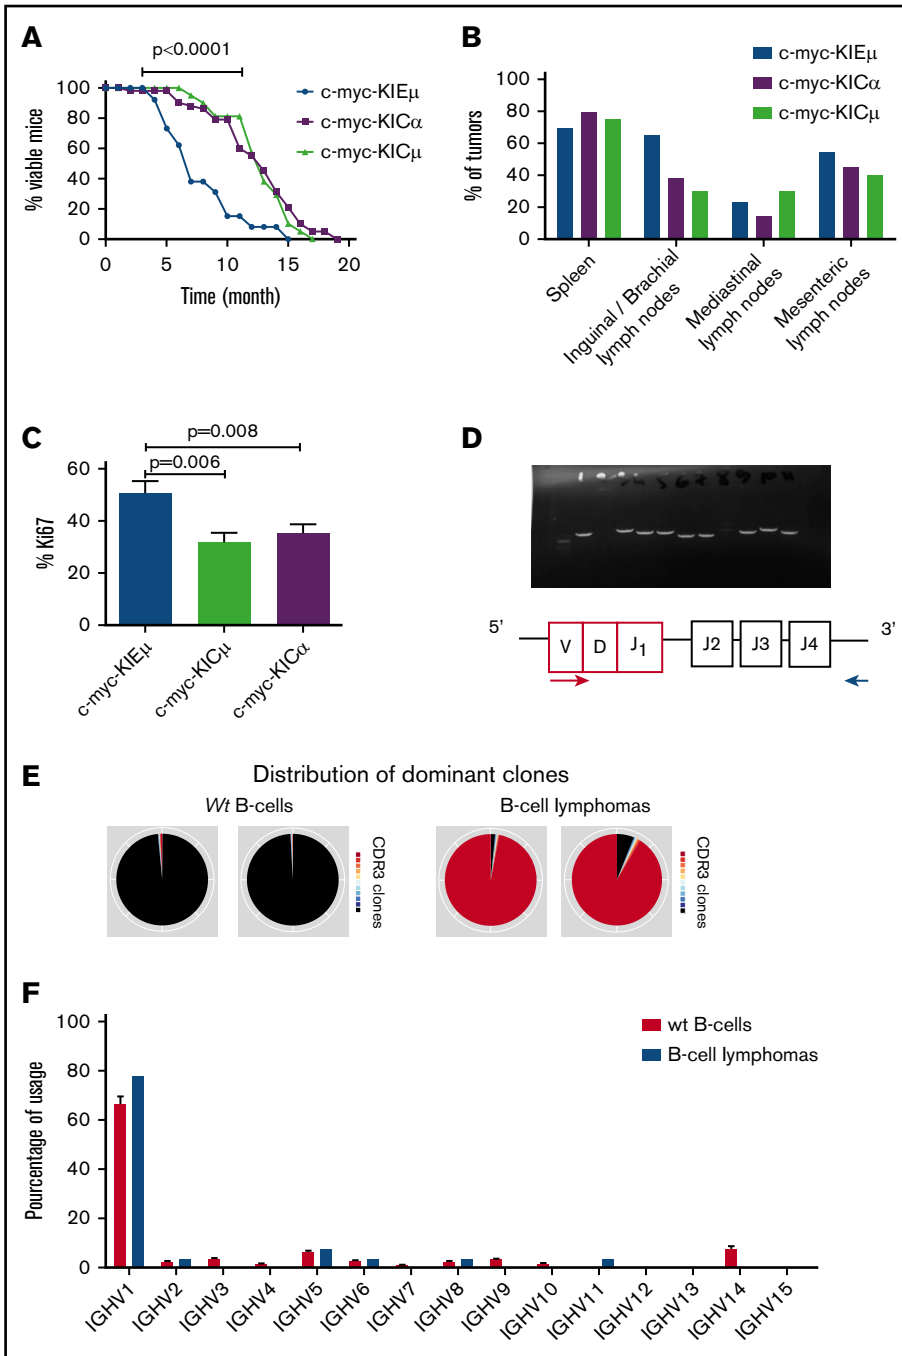 A
p<0.0001
100
80
60
40
20
0
% viable mice
0 5 10 15 20
Time (month)
c-myc-KIEμ
c-myc-KICα
c-myc-KICμ
B
c-myc-KIEμ
c-myc-KICα
c-myc-KICμ
100
80
60
40
20
0
% of tumors
Spleen
Inguinal / Brachial
lymph nodes
Mediastinal
lymph nodes
Mesenteric
lymph nodes
C
p=0.008
p=0.006
60
40
20
0
% Ki67
c-myc-KIEμ
c-myc-KICμ
c-myc-KICα
D
5’
V D J1 J2 J3 J4
3’
E
Distribution of dominant clones
Wt B-cells
B-cell lymphomas
CDR3 clones
CDR3 clones
F
100
80
60
40
20
0
Pourcentage of usage
wt B-cells
B-cell lymphomas
IGHV1
IGHV2
IGHV3
IGHV4
IGHV5
IGHV6
IGHV7
IGHV8
IGHV9
IGHV10
IGHV11
IGHV12
IGHV13
IGHV14
IGHV15